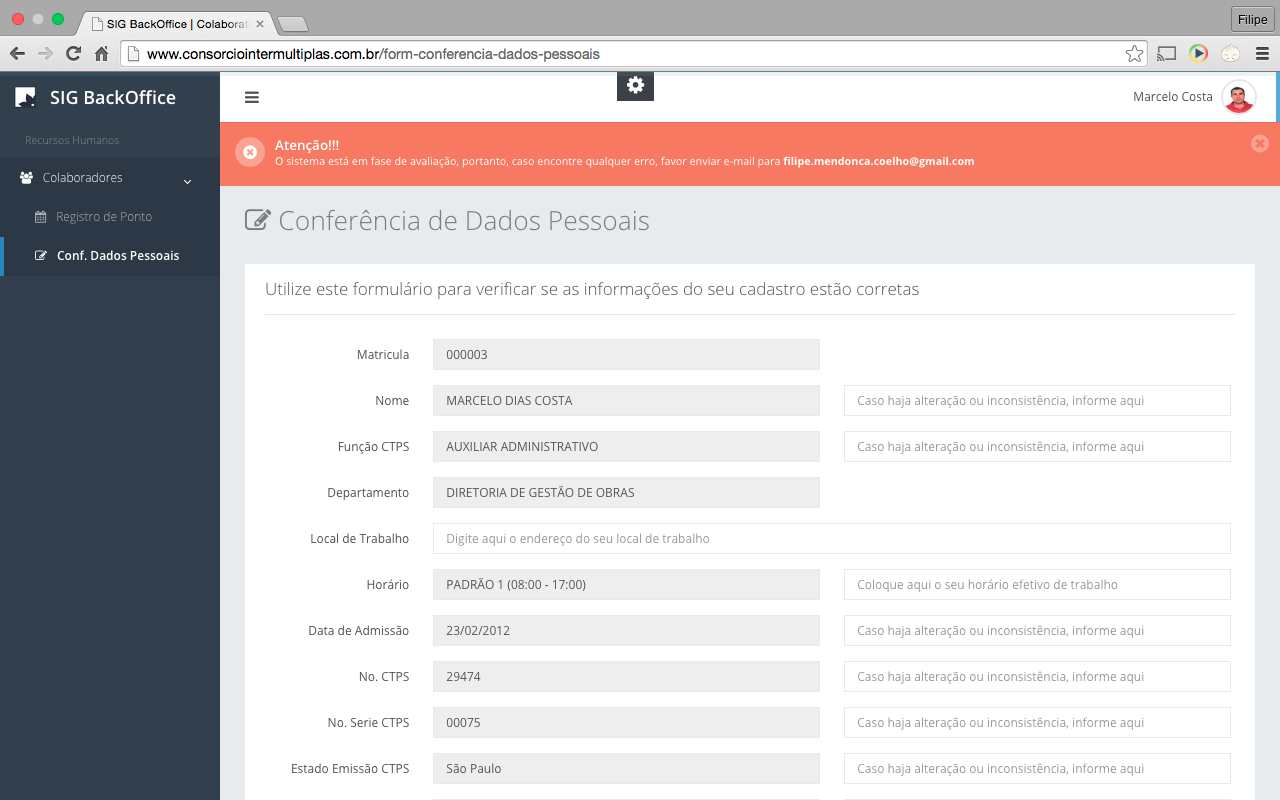 SIG BackOffice | Colaborat
Filipe
www.consorciointermultiplas.com.br/form-conferencia-dados-pessoais
SIG BackOffice
Marcelo Costa
Recursos Humanos
Atenção!!!
O sistema está em fase de avaliação, portanto, caso encontre qualquer erro, favor enviar e-mail para filipe.mendonca.coelho@gmail.com
Colaboradores
Registro de Ponto
Conf. Dados Pessoais
Conferência de Dados Pessoais
Utilize este formulário para verificar se as informações do seu cadastro estão corretas
Matricula 000003
Nome MARCELO DIAS COSTA Caso haja alteração ou inconsistência, informe aqui
Função CTPS AUXILIAR ADMINISTRATIVO Caso haja alteração ou inconsistência, informe aqui
Departamento DIRETORIA DE GESTÃO DE OBRAS
Local de Trabalho Digite aqui o endereço do seu local de trabalho
Horário PADRÃO 1 (08:00 - 17:00) Coloque aqui o seu horário efetivo de trabalho
Data de Admissão 23/02/2012 Caso haja alteração ou inconsistência, informe aqui
No. CTPS 29474 Caso haja alteração ou inconsistência, informe aqui
No. Serie CTPS 00075 Caso haja alteração ou inconsistência, informe aqui
Estado Emissão CTPS São Paulo Caso haja alteração ou inconsistência, informe aqui